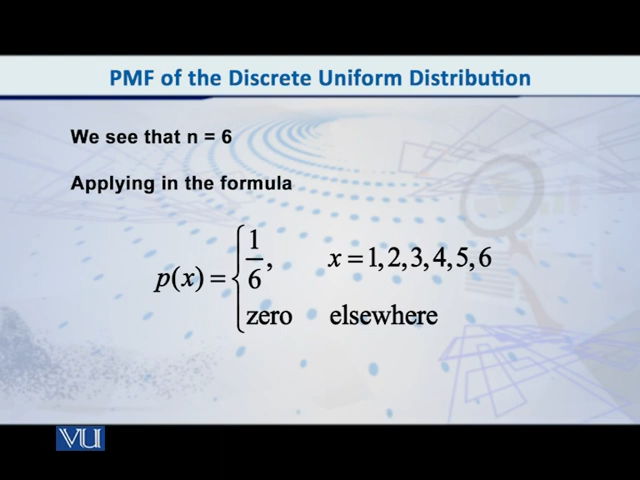 PMF of the Discrete Uniform Distribution
We see that n = 6
Applying in the formula
p(x) = { 1/6, x = 1, 2, 3, 4, 5, 6
zero elsewhere
VU